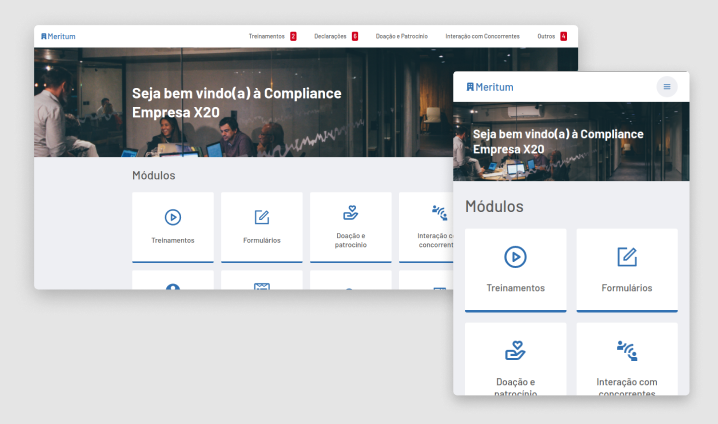 Meritum
Treinamentos 2
Declarações 6
Doação e Patrocínio
Interação com Concorrentes
Outros 4
Seja bem vindo(a) à Compliance
Empresa X20
Módulos
Treinamentos
Formulários
Doação e
patrocínio
Interação c
concorrent
Meritum
Seja bem vindo(a) à Compliance
Empresa X20
Módulos
Treinamentos
Formulários
Doação e
patrocínio
Interação com
concorrentes